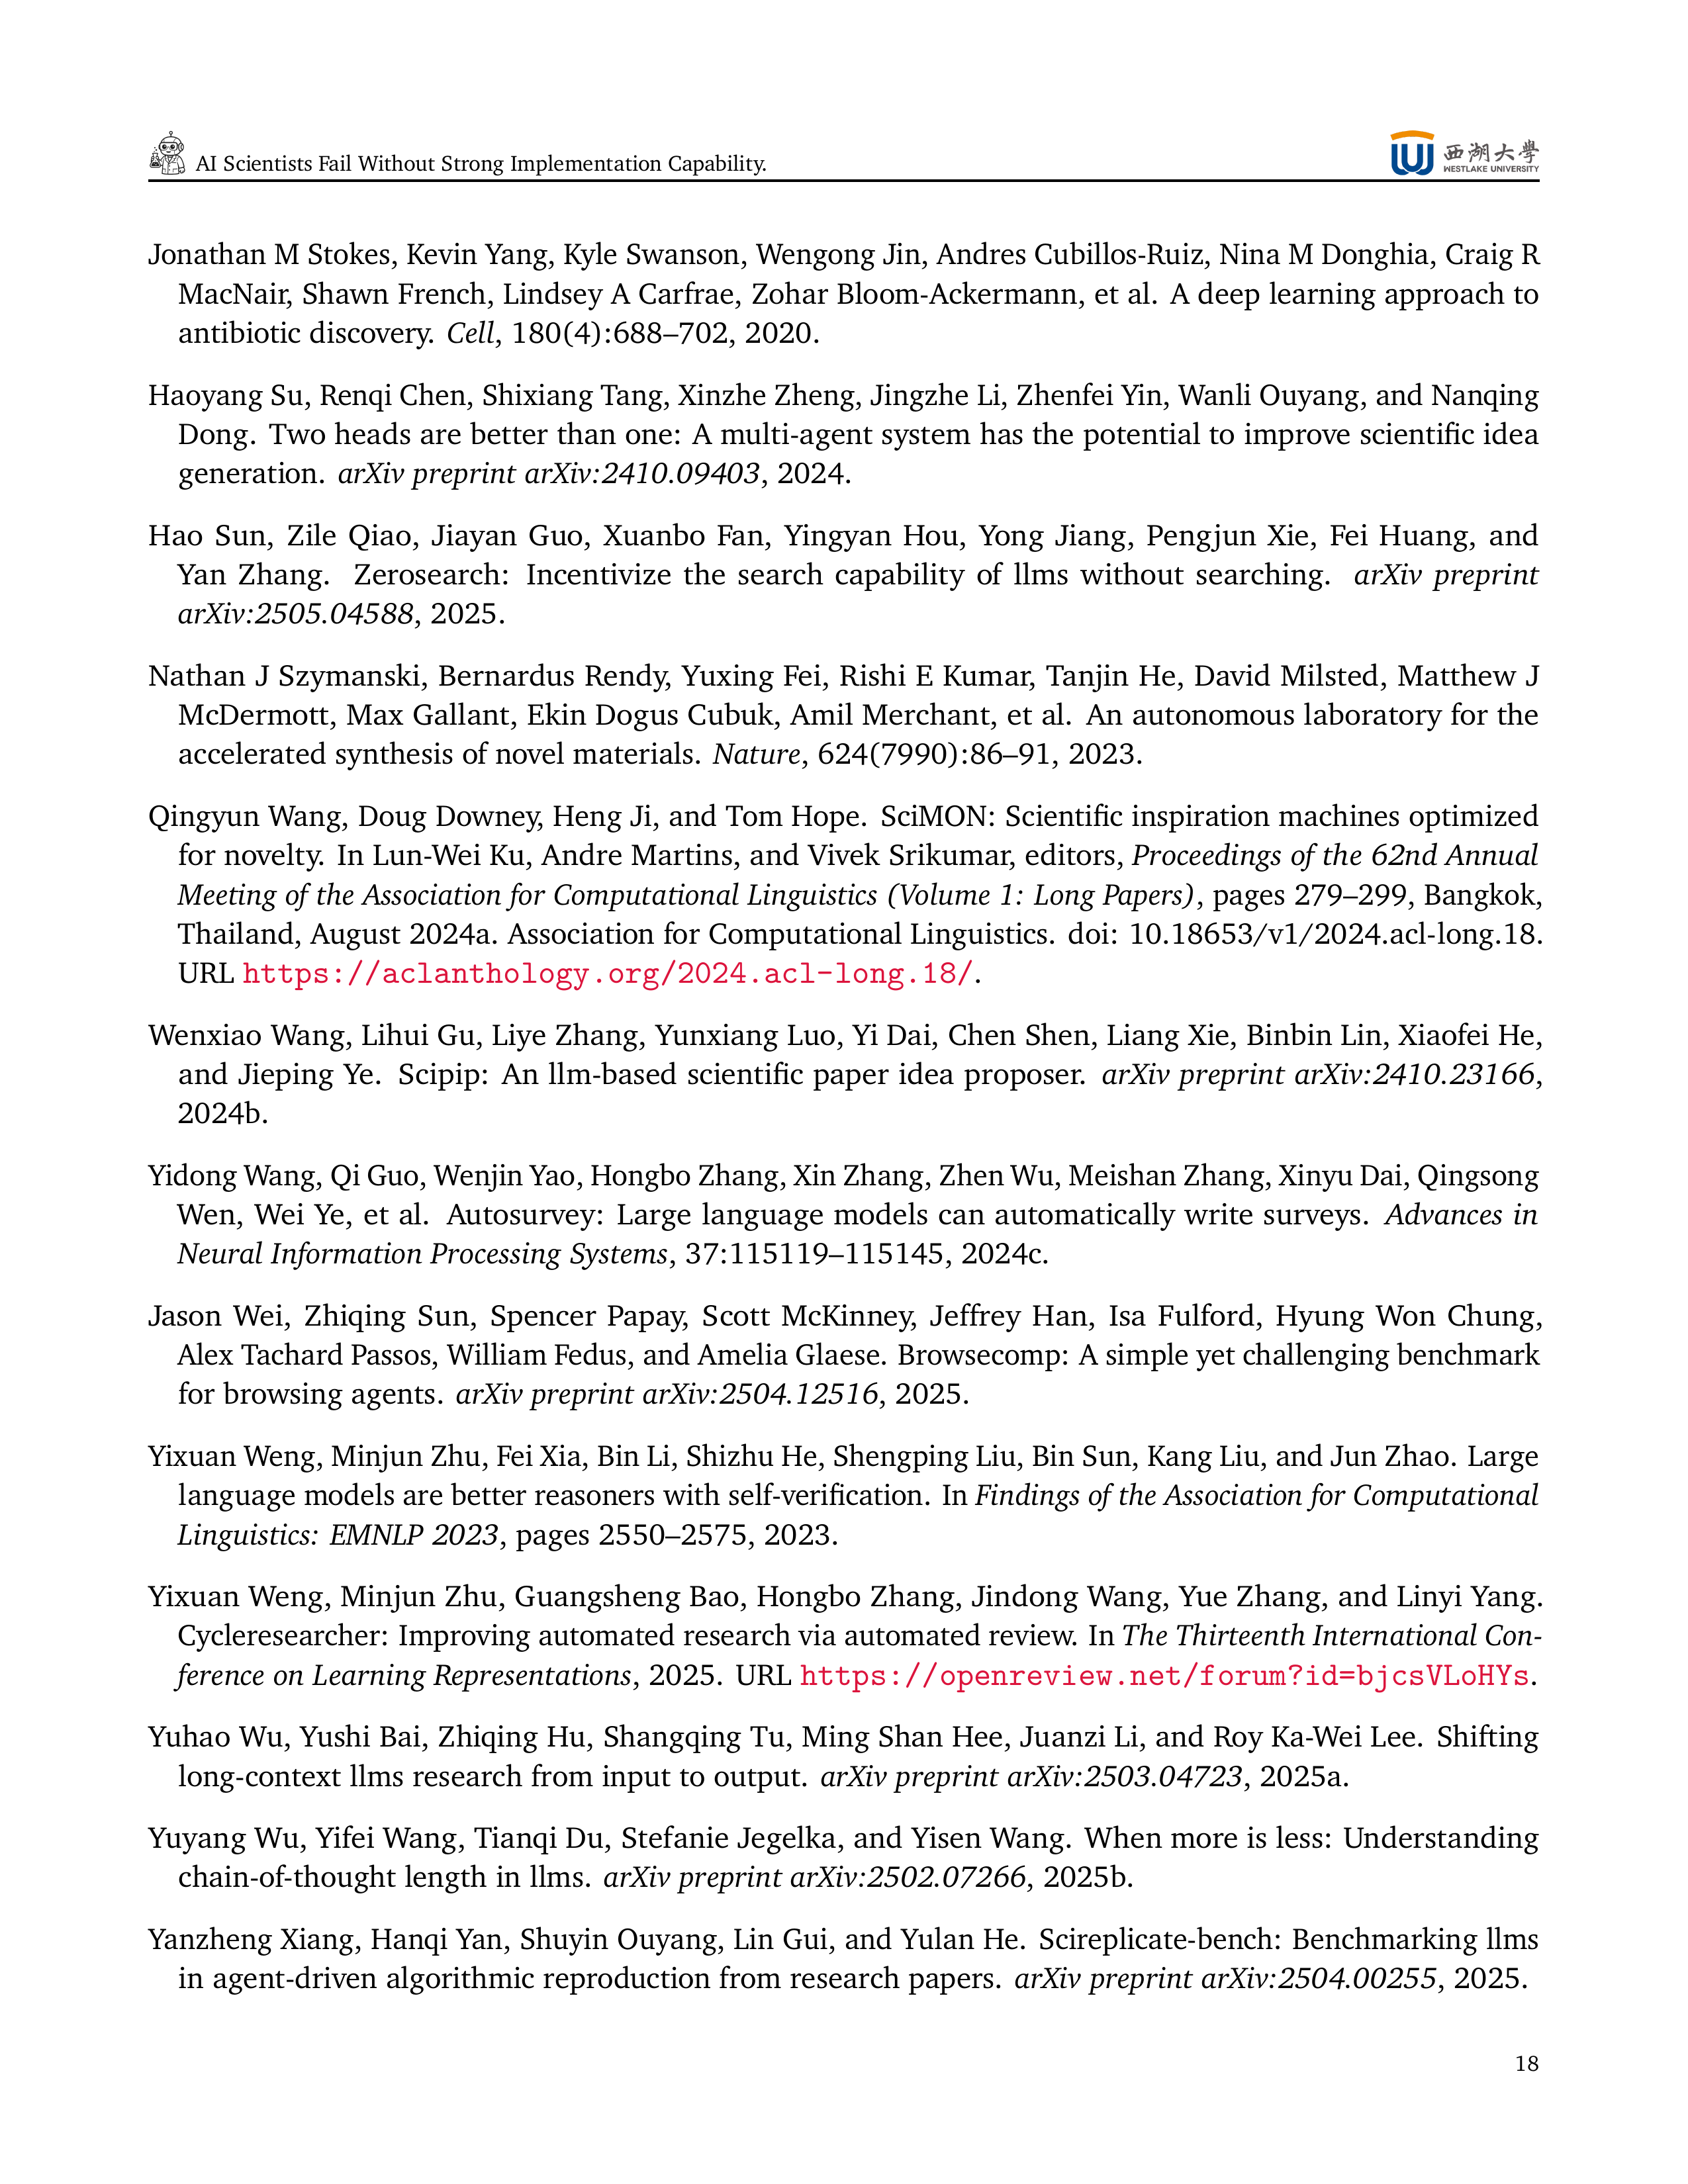 AI Scientists Fail Without Strong Implementation Capability.
西湖大學
WESTLAKE UNIVERSITY
Jonathan M Stokes, Kevin Yang, Kyle Swanson, Wengong Jin, Andres Cubillos-Ruiz, Nina M Donghia, Craig R
MacNair, Shawn French, Lindsey A Carfrae, Zohar Bloom-Ackermann, et al. A deep learning approach to
antibiotic discovery. Cell, 180(4):688–702, 2020.
Haoyang Su, Renqi Chen, Shixiang Tang, Xinzhe Zheng, Jingzhe Li, Zhenfei Yin, Wanli Ouyang, and Nanqing
Dong. Two heads are better than one: A multi-agent system has the potential to improve scientific idea
generation. arXiv preprint arXiv:2410.09403, 2024.
Hao Sun, Zile Qiao, Jiayan Guo, Xuanbo Fan, Yingyan Hou, Yong Jiang, Pengjun Xie, Fei Huang, and
Yan Zhang. Zerosearch: Incentivize the search capability of llms without searching. arXiv preprint
arXiv:2505.04588, 2025.
Nathan J Szymanski, Bernardus Rendy, Yuxing Fei, Rishi E Kumar, Tanjin He, David Milsted, Matthew J
McDermott, Max Gallant, Ekin Dogus Cubuk, Amil Merchant, et al. An autonomous laboratory for the
accelerated synthesis of novel materials. Nature, 624(7990):86–91, 2023.
Qingyun Wang, Doug Downey, Heng Ji, and Tom Hope. SciMON: Scientific inspiration machines optimized
for novelty. In Lun-Wei Ku, Andre Martins, and Vivek Srikumar, editors, Proceedings of the 62nd Annual
Meeting of the Association for Computational Linguistics (Volume 1: Long Papers), pages 279–299, Bangkok,
Thailand, August 2024a. Association for Computational Linguistics. doi: 10.18653/v1/2024.acl-long.18.
URL https://aclanthology.org/2024.acl-long.18/.
Wenxiao Wang, Lihui Gu, Liye Zhang, Yunxiang Luo, Yi Dai, Chen Shen, Liang Xie, Binbin Lin, Xiaofei He,
and Jieping Ye. Scipip: An llm-based scientific paper idea proposer. arXiv preprint arXiv:2410.23166,
2024b.
Yidong Wang, Qi Guo, Wenjin Yao, Hongbo Zhang, Xin Zhang, Zhen Wu, Meishan Zhang, Xinyu Dai, Qingsong
Wen, Wei Ye, et al. Autosurvey: Large language models can automatically write surveys. Advances in
Neural Information Processing Systems, 37:115119–115145, 2024c.
Jason Wei, Zhiqing Sun, Spencer Papay, Scott McKinney, Jeffrey Han, Isa Fulford, Hyung Won Chung,
Alex Tachard Passos, William Fedus, and Amelia Glaese. Browsecomp: A simple yet challenging benchmark
for browsing agents. arXiv preprint arXiv:2504.12516, 2025.
Yixuan Weng, Minjun Zhu, Fei Xia, Bin Li, Shizhu He, Shengping Liu, Bin Sun, Kang Liu, and Jun Zhao. Large
language models are better reasoners with self-verification. In Findings of the Association for Computational
Linguistics: EMNLP 2023, pages 2550–2575, 2023.
Yixuan Weng, Minjun Zhu, Guangsheng Bao, Hongbo Zhang, Jindong Wang, Yue Zhang, and Linyi Yang.
Cycleresearcher: Improving automated research via automated review. In The Thirteenth International Con-
ference on Learning Representations, 2025. URL https://openreview.net/forum?id=bjcsVLoHYs.
Yuhao Wu, Yushi Bai, Zhiqing Hu, Shangqing Tu, Ming Shan Hee, Juanzi Li, and Roy Ka-Wei Lee. Shifting
long-context llms research from input to output. arXiv preprint arXiv:2503.04723, 2025a.
Yuyang Wu, Yifei Wang, Tianqi Du, Stefanie Jegelka, and Yisen Wang. When more is less: Understanding
chain-of-thought length in llms. arXiv preprint arXiv:2502.07266, 2025b.
Yanzheng Xiang, Hanqi Yan, Shuyin Ouyang, Lin Gui, and Yulan He. Scireplicate-bench: Benchmarking llms
in agent-driven algorithmic reproduction from research papers. arXiv preprint arXiv:2504.00255, 2025.
18